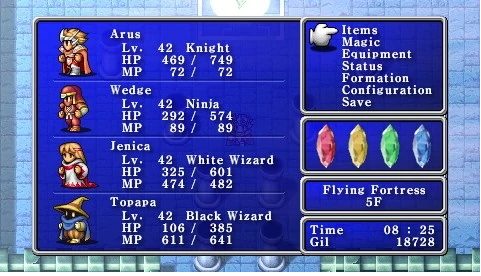 Arus
Lv. 42 Knight
HP 469 / 749
MP 72 / 72
Wedge
Lv. 42 Ninja
HP 292 / 574
MP 89 / 89
Jenica
Lv. 42 White Wizard
HP 325 / 601
MP 474 / 482
Topapa
Lv. 42 Black Wizard
HP 106 / 385
MP 611 / 641
Items
Magic
Equipment
Status
Formation
Configuration
Save
Flying Fortress
5F
Time 08 : 25
Gil 18728